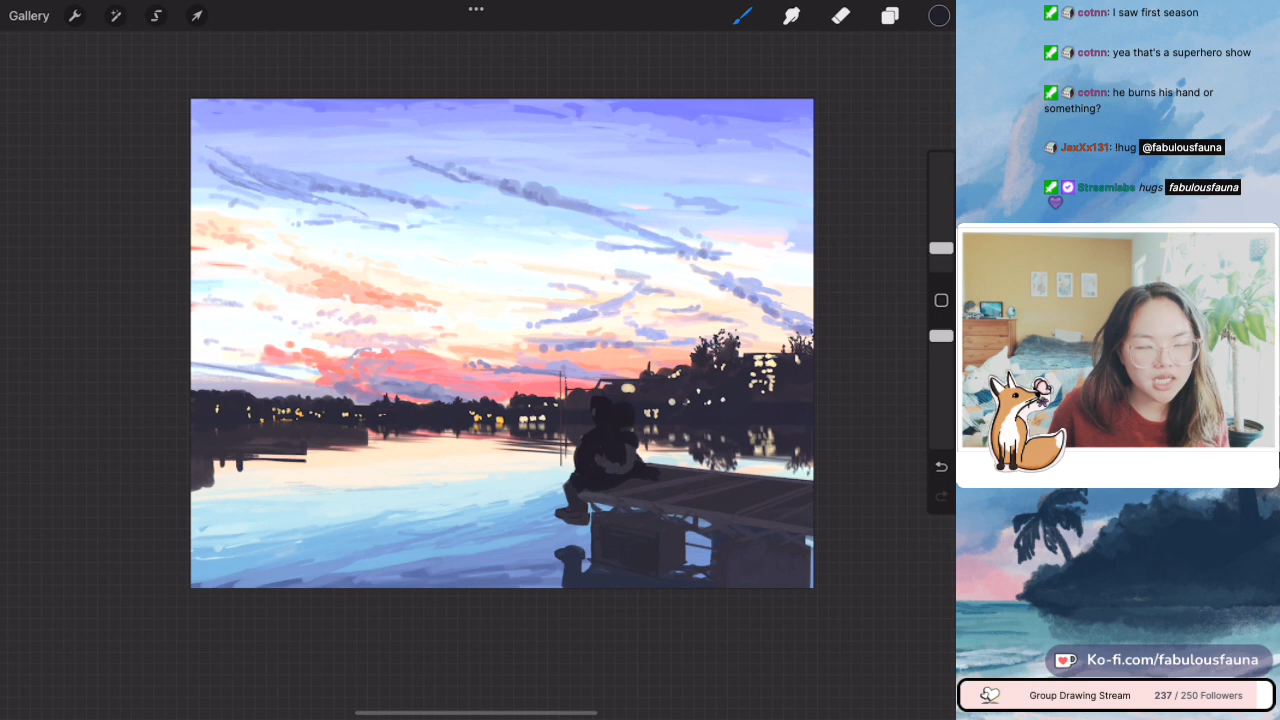 Gallery
cotnn: I saw first season
cotnn: yea that's a superhero show
cotnn: he burns his hand or
something?
JaxXx131: !hug @fabulousfauna
Streamlabs hugs fabulousfauna
Ko-fi.com/fabulousfauna
Group Drawing Stream 237 / 250 Followers